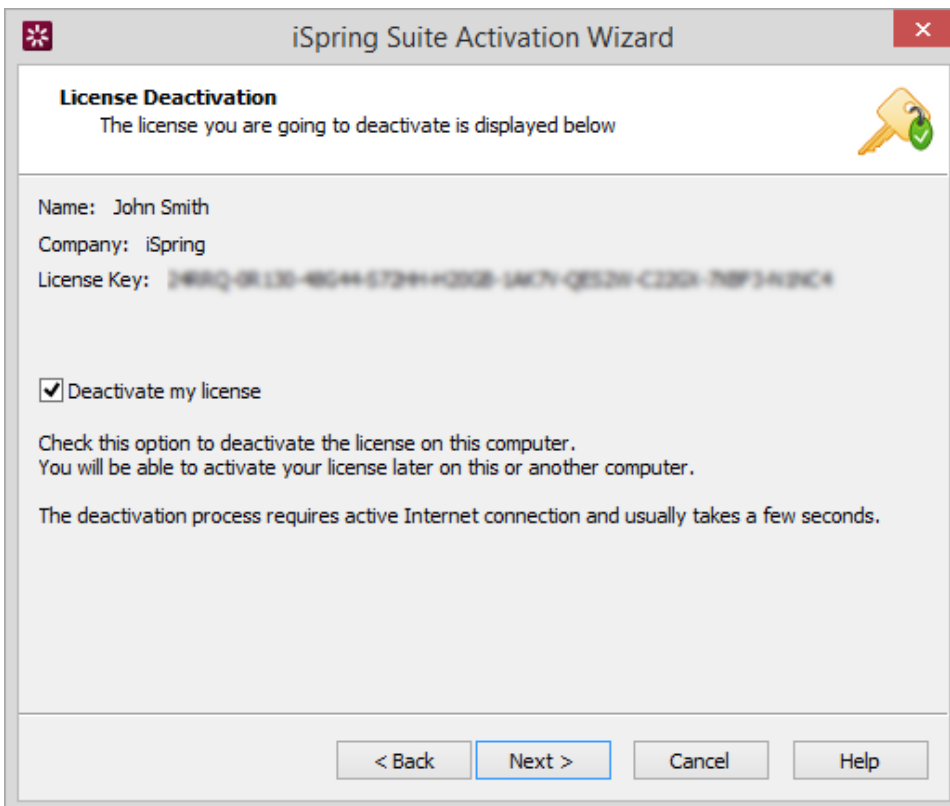 iSpring Suite Activation Wizard
License Deactivation
The license you are going to deactivate is displayed below
Name: John Smith
Company: iSpring
License Key:
Deactivate my license
Check this option to deactivate the license on this computer.
You will be able to activate your license later on this or another computer.
The deactivation process requires active Internet connection and usually takes a few seconds.
< Back Next > Cancel Help